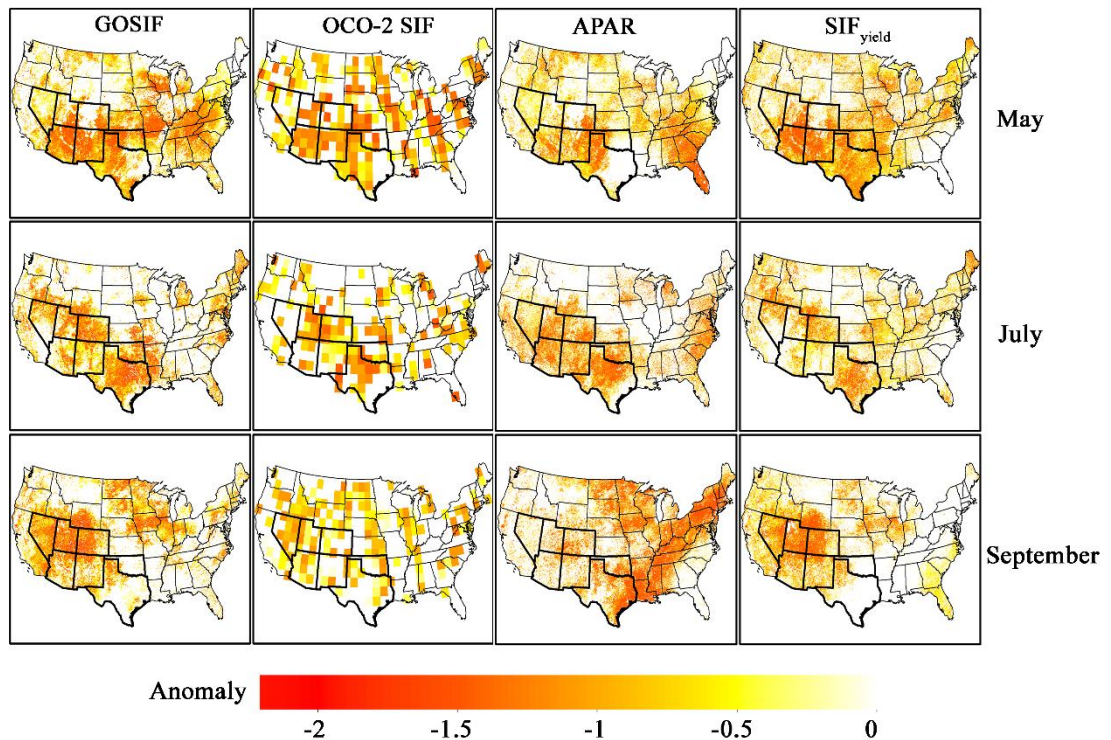 GOSIF
OCO-2 SIF
APAR
SIFyield
May
July
September
Anomaly
-2
-1.5
-1
-0.5
0